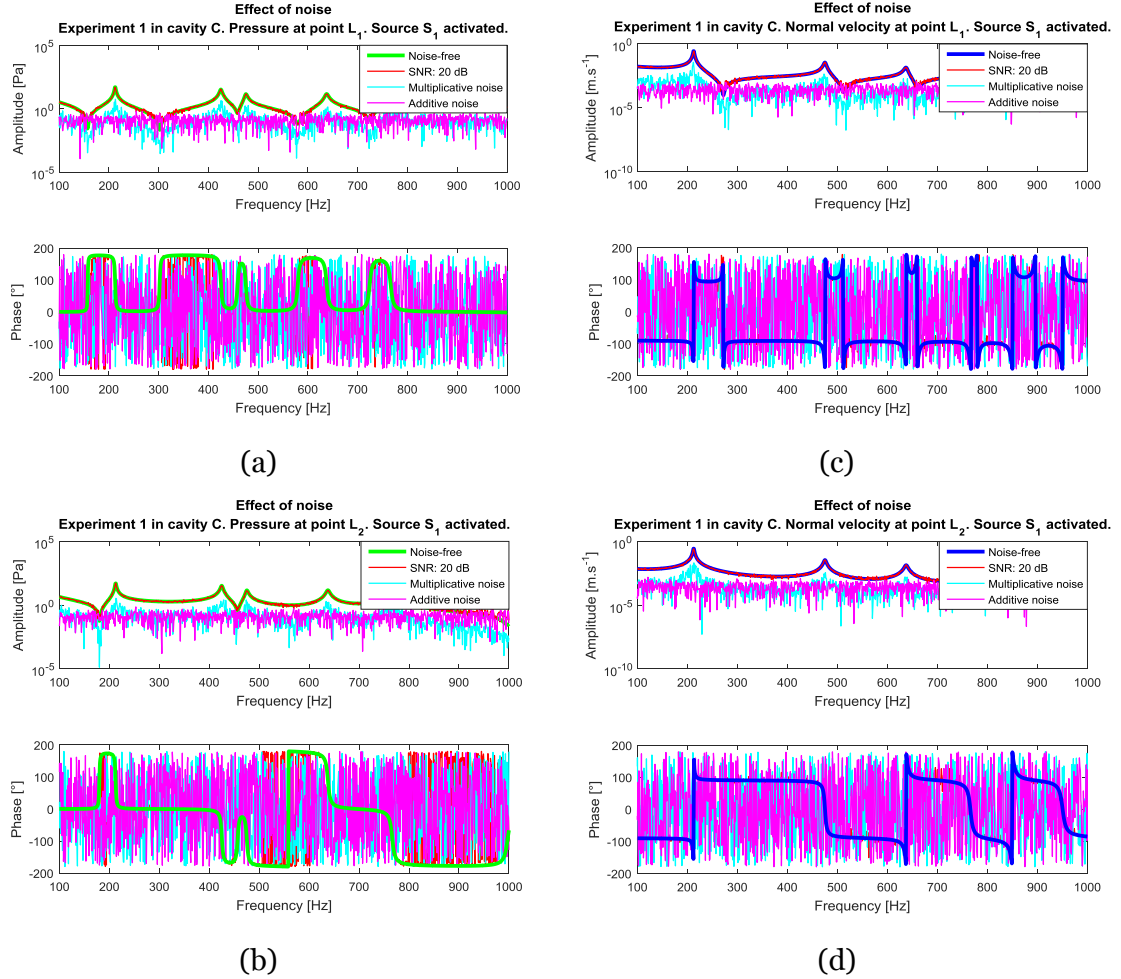 Effect of noise
Experiment 1 in cavity C. Pressure at point L1. Source S1 activated.
Amplitude [Pa]
10^5
10^0
10^-5
Noise-free
SNR: 20 dB
Multiplicative noise
Additive noise
100 200 300 400 500 600 700 800 900 1000
Frequency [Hz]
Phase [°]
200
100
0
-100
-200
100 200 300 400 500 600 700 800 900 1000
Frequency [Hz]
(a)
Effect of noise
Experiment 1 in cavity C. Normal velocity at point L1. Source S1 activated.
Amplitude [m.s^-1]
10^0
10^-5
10^-10
Noise-free
SNR: 20 dB
Multiplicative noise
Additive noise
100 200 300 400 500 600 700 800 900 1000
Frequency [Hz]
Phase [°]
200
100
0
-100
-200
100 200 300 400 500 600 700 800 900 1000
Frequency [Hz]
(c)
Effect of noise
Experiment 1 in cavity C. Pressure at point L2. Source S1 activated.
Amplitude [Pa]
10^5
10^0
10^-5
Noise-free
SNR: 20 dB
Multiplicative noise
Additive noise
100 200 300 400 500 600 700 800 900 1000
Frequency [Hz]
Phase [°]
200
100
0
-100
-200
100 200 300 400 500 600 700 800 900 1000
Frequency [Hz]
(b)
Effect of noise
Experiment 1 in cavity C. Normal velocity at point L2. Source S1 activated.
Amplitude [m.s^-1]
10^0
10^-5
10^-10
Noise-free
SNR: 20 dB
Multiplicative noise
Additive noise
100 200 300 400 500 600 700 800 900 1000
Frequency [Hz]
Phase [°]
200
100
0
-100
-200
100 200 300 400 500 600 700 800 900 1000
Frequency [Hz]
(d)